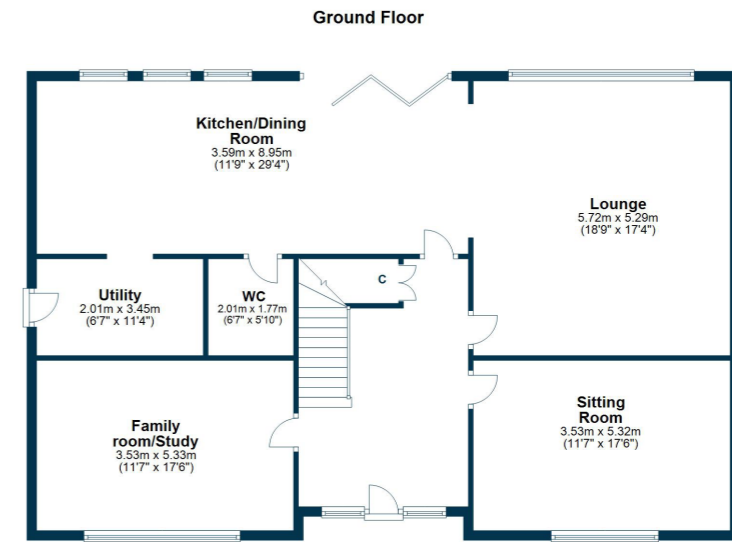 Ground Floor
Kitchen/Dining
Room
3.59m x 8.95m
(11'9" x 29'4")
Lounge
5.72m x 5.29m
(18'9" x 17'4")
C
Utility
2.01m x 3.45m
(6'7" x 11'4")
WC
2.01m x 1.77m
(6'7" x 5'10")
Family
room/Study
3.53m x 5.33m
(11'7" x 17'6")
Sitting
Room
3.53m x 5.32m
(11'7" x 17'6")